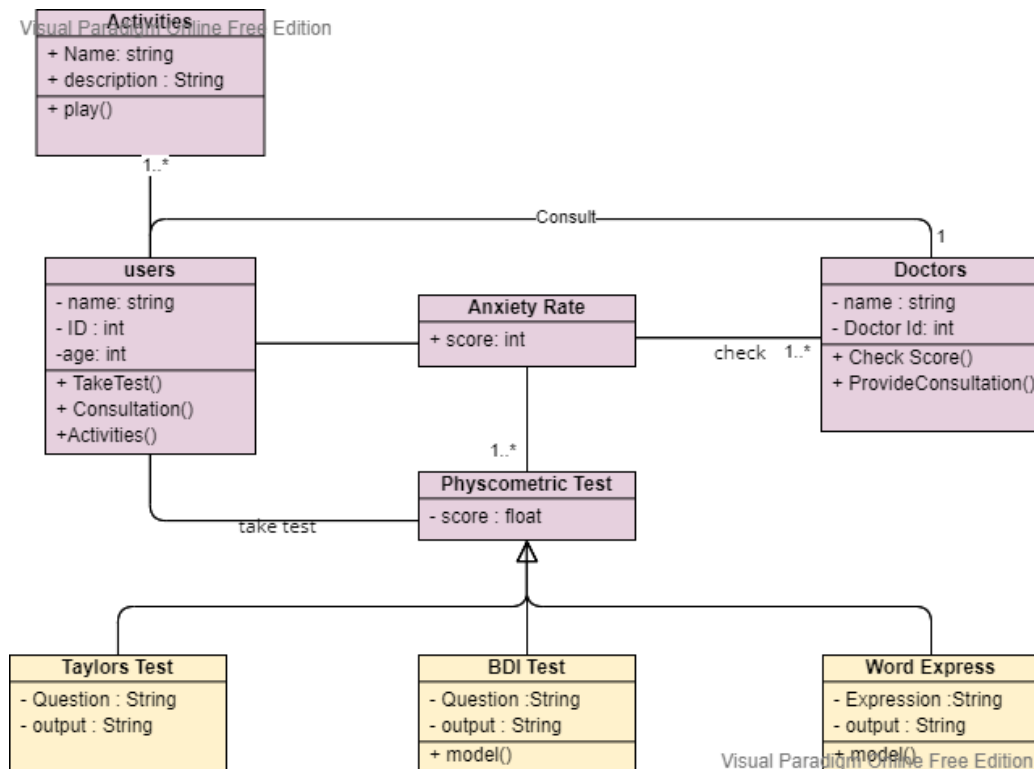 Activities
Visual Paradigm Online Free Edition
+ Name: string
+ description : String
+ play()
1..*
Consult
1
users
- name: string
- ID : int
-age: int
+ TakeTest()
+ Consultation()
+Activities()
Anxiety Rate
+ score: int
Doctors
- name : string
- Doctor Id: int
+ Check Score()
+ ProvideConsultation()
check 1..*
1..*
Physcometric Test
- score : float
take test
Taylors Test
- Question : String
- output : String
BDI Test
- Question :String
- output : String
+ model()
Word Express
- Expression :String
- output : String
+ model()
Visual Paradigm Online Free Edition